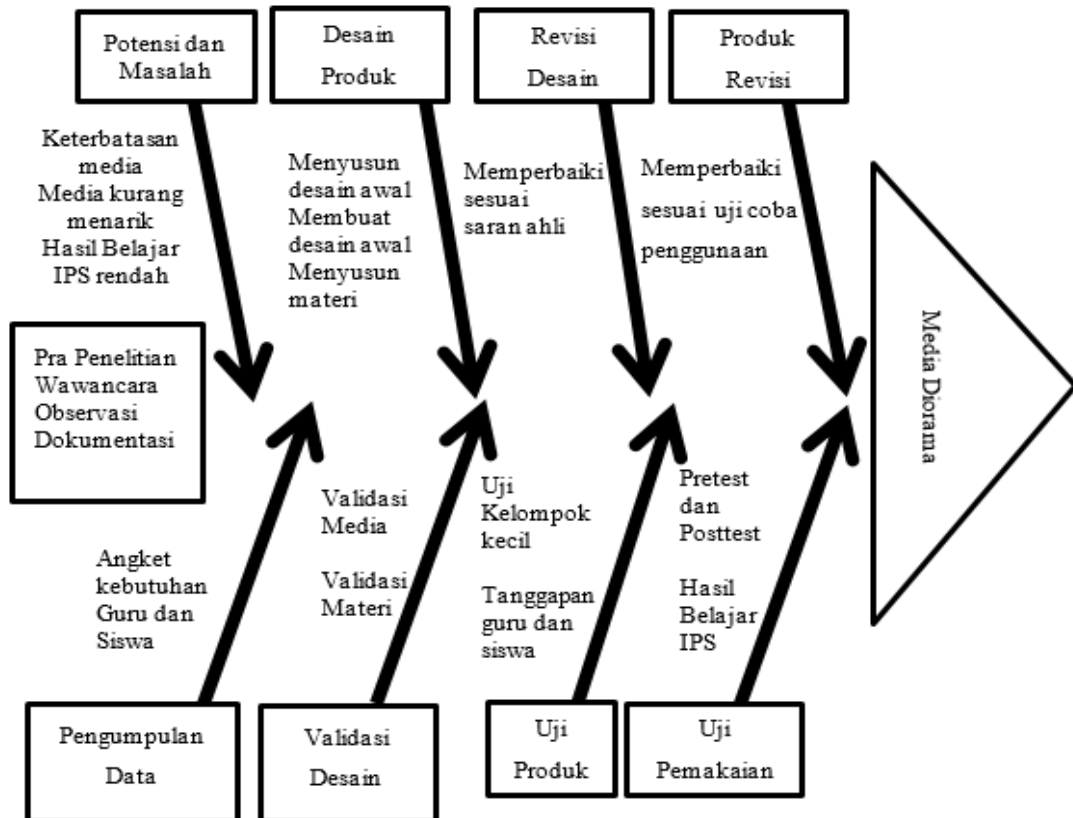 Potensi dan
Masalah
Desain
Produk
Revisi
Desain
Produk
Revisi
Keterbatasan
media
Media kurang
menarik
Hasil Belajar
IPS rendah
Menyusun
desain awal
Membuat
desain awal
Menyusun
materi
Memperbaiki
sesuai
saran ahli
Memperbaiki
sesuai uji coba
penggunaan
Pra Penelitian
Wawancara
Observasi
Dokumentasi
Media Diorama
Angket
kebutuhan
Guru dan
Siswa
Validasi
Media
Validasi
Materi
Uji
Kelompok
kecil
Tanggapan
guru dan
siswa
Pretest
dan
Posttest
Hasil
Belajar
IPS
Pengumpulan
Data
Validasi
Desain
Uji
Produk
Uji
Pemakaian